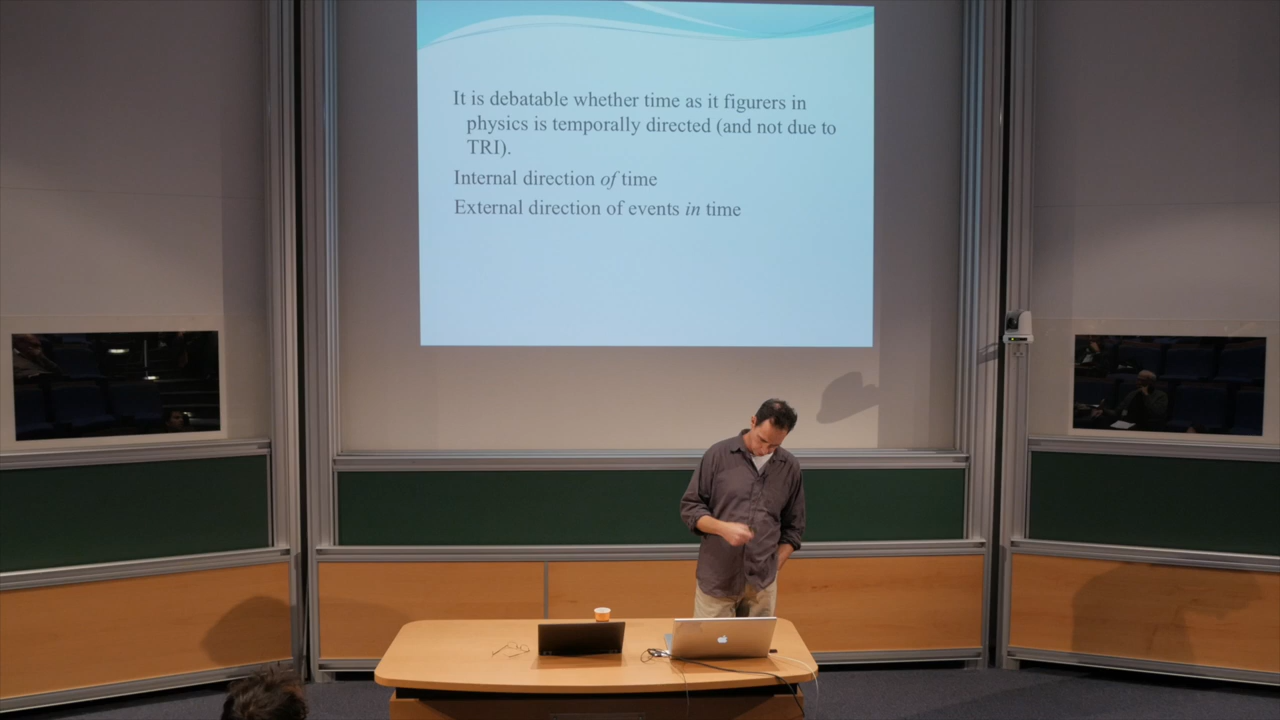 It is debatable whether time as it figurers in
physics is temporally directed (and not due to
TRI).
Internal direction of time
External direction of events in time